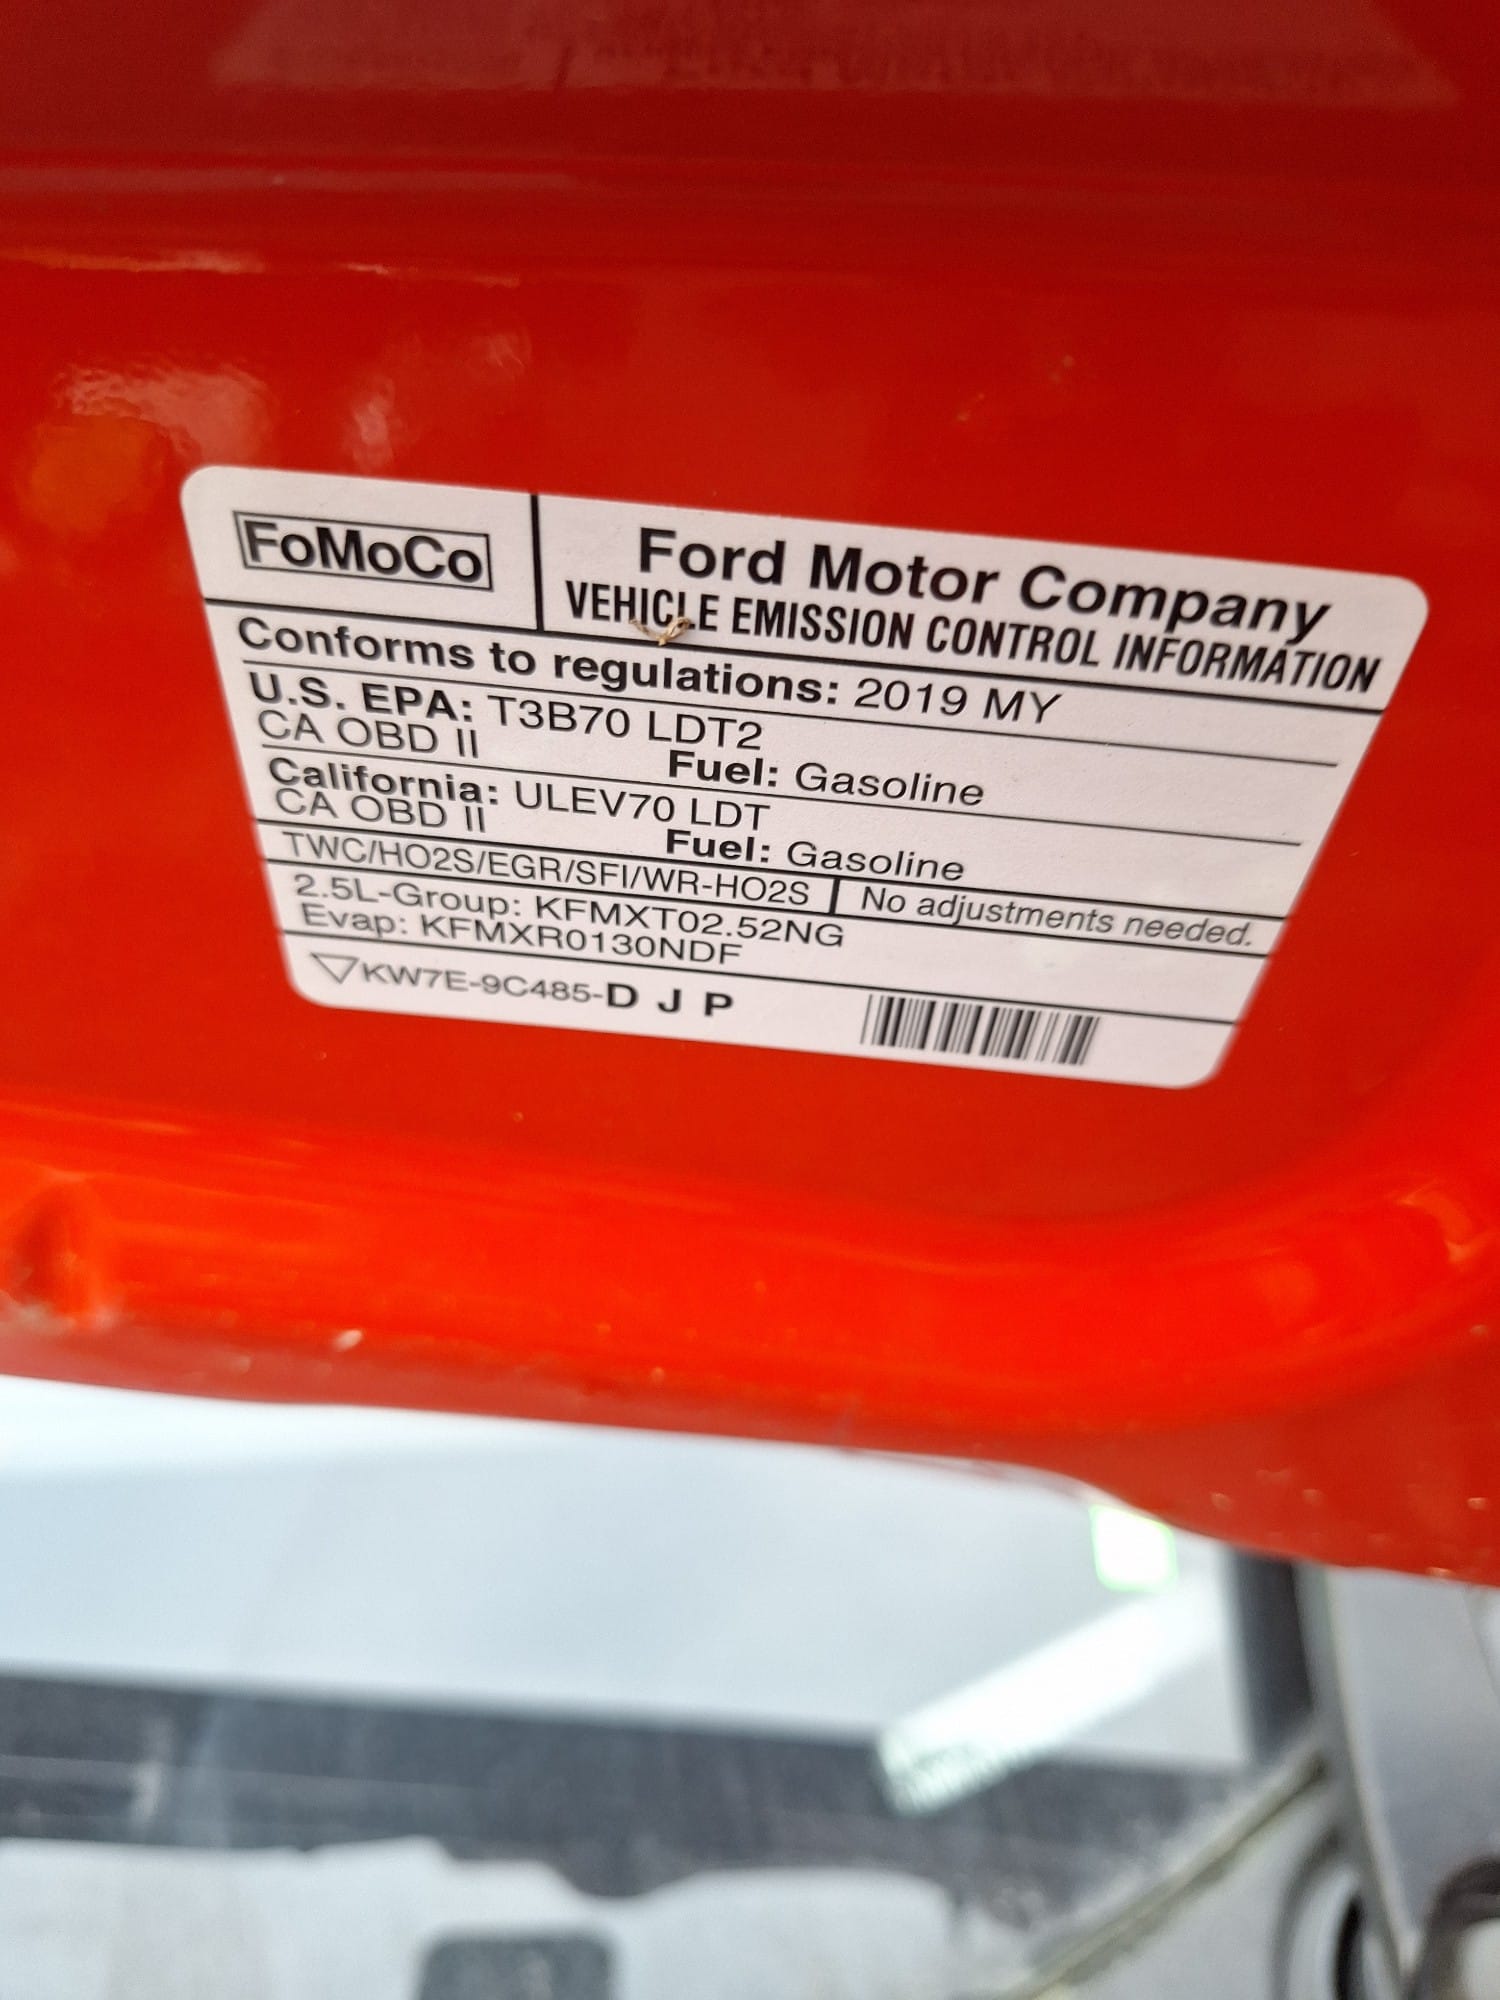 FoMoCo
Ford Motor Company
VEHICLE EMISSION CONTROL INFORMATION
Conforms to regulations: 2019 MY
U.S. EPA: T3B70 LDT2
CA OBD II Fuel: Gasoline
California: ULEV70 LDT
CA OBD II Fuel: Gasoline
TWC/HO2S/EGR/SFI/WR-HO2S No adjustments needed.
2.5L-Group: KFMXT02.52NG
Evap: KFMXR0130NDF
KW7E-9C485-D J P